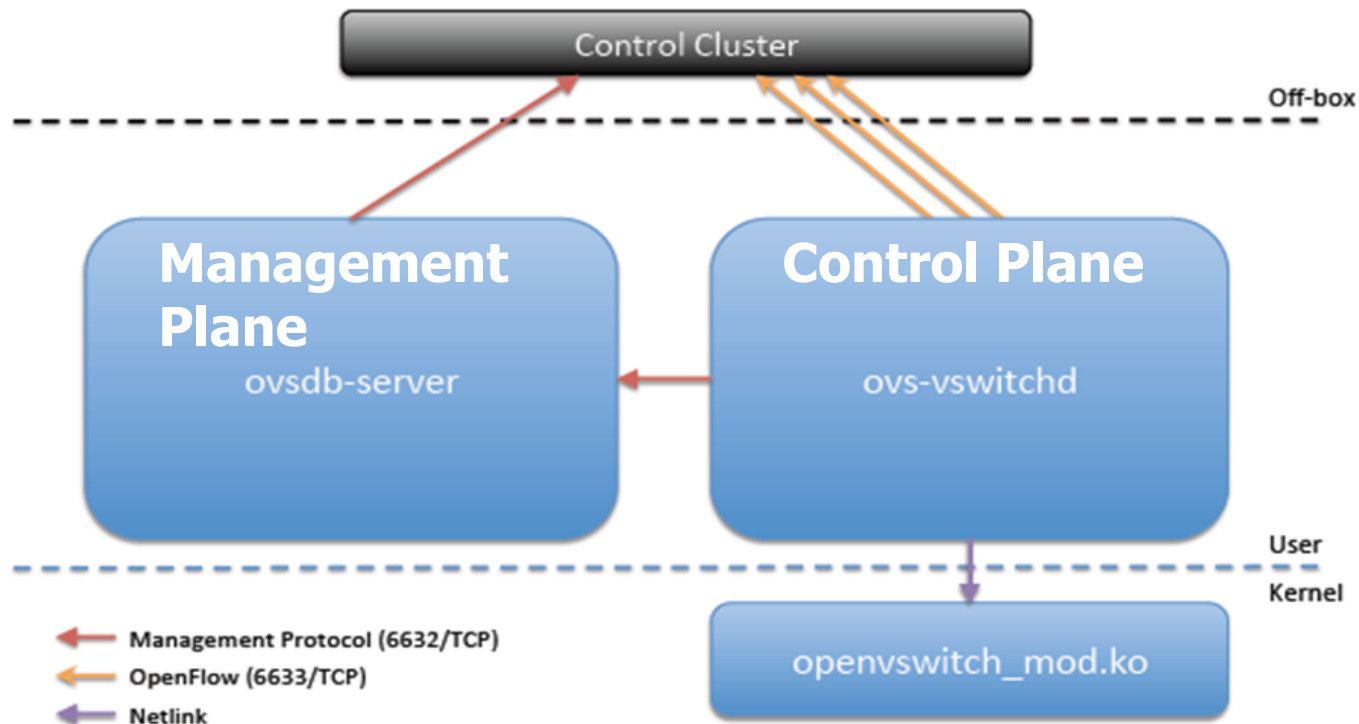 Control Cluster
Off-box
Management
Plane
ovsdb-server
Control Plane
ovs-vswitchd
User
Kernel
Management Protocol (6632/TCP)
OpenFlow (6633/TCP)
Netlink
openvswitch_mod.ko